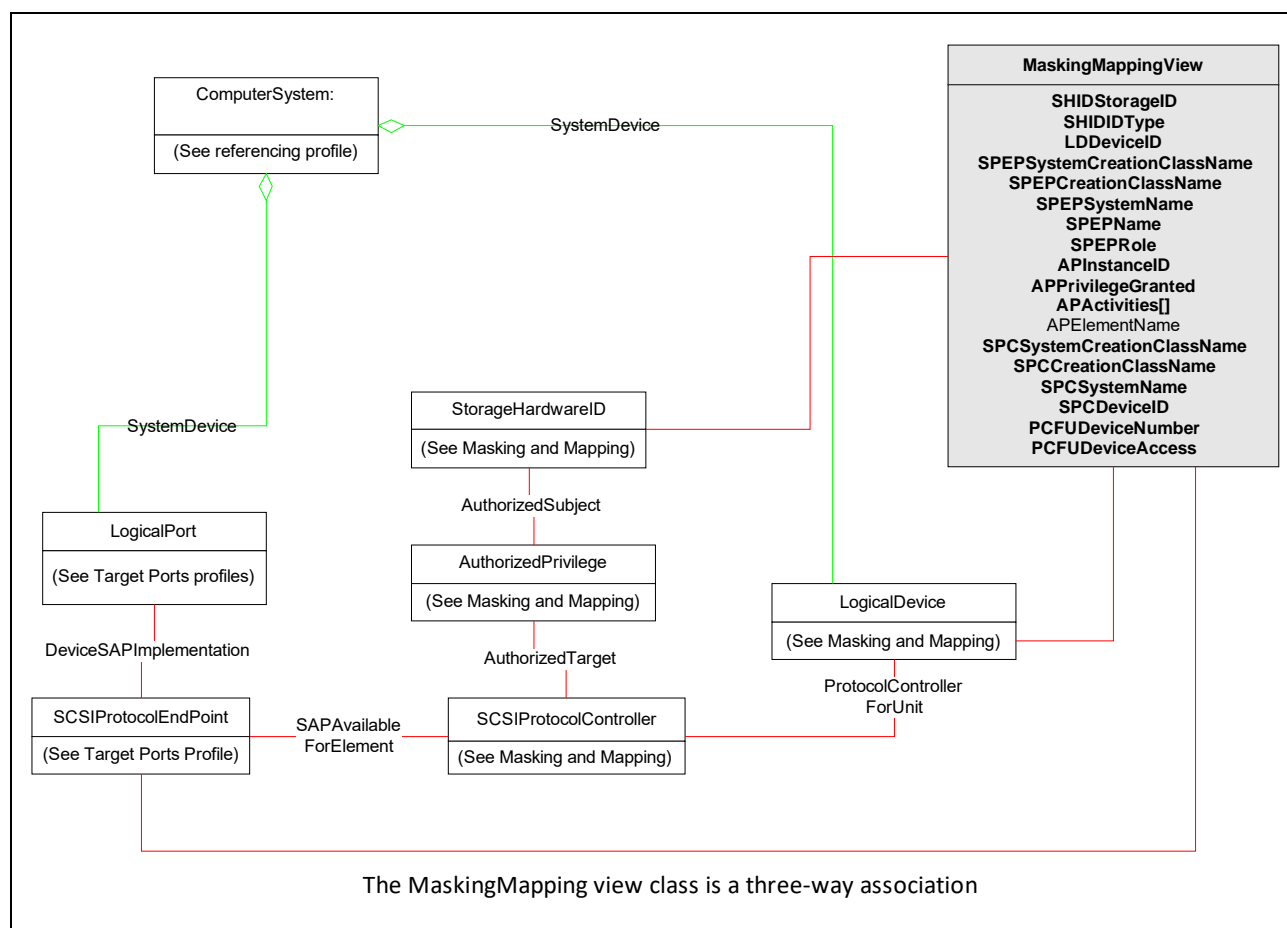 ComputerSystem:
(See referencing profile)
SystemDevice
MaskingMappingView
SHIDStorageID
SHIDIDType
LDDeviceID
SPEPSystemCreationClassName
SPEPCreationClassName
SPEPSystemName
SPEPName
SPEPRole
APInstanceID
APPrivilegeGranted
APActivities[]
APElementName
SPCSystemCreationClassName
SPCCreationClassName
SPCSystemName
SPCDeviceID
PCFUDeviceNumber
PCFUDeviceAccess
SystemDevice
StorageHardwareID
(See Masking and Mapping)
AuthorizedSubject
LogicalPort
(See Target Ports profiles)
AuthorizedPrivilege
(See Masking and Mapping)
LogicalDevice
(See Masking and Mapping)
DeviceSAPImplementation
AuthorizedTarget
ProtocolController
ForUnit
SCSIProtocolEndPoint
(See Target Ports Profile)
SAPAvailable
ForElement
SCSIProtocolController
(See Masking and Mapping)
The MaskingMapping view class is a three-way association